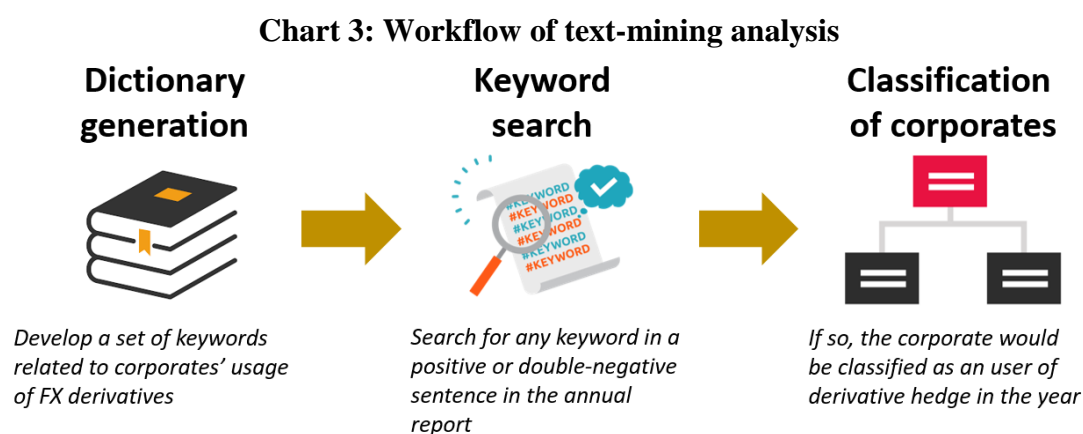 Chart 3: Workflow of text-mining analysis
Dictionary
generation
Keyword
search
Classification
of corporates
#KEYWORD
#KEYWORD
#KEYWORD
#KEYWORD
#KEYWORD
#KEYWORD
Develop a set of keywords
related to corporates’ usage
of FX derivatives
Search for any keyword in a
positive or double-negative
sentence in the annual
report
If so, the corporate would
be classified as an user of
derivative hedge in the year